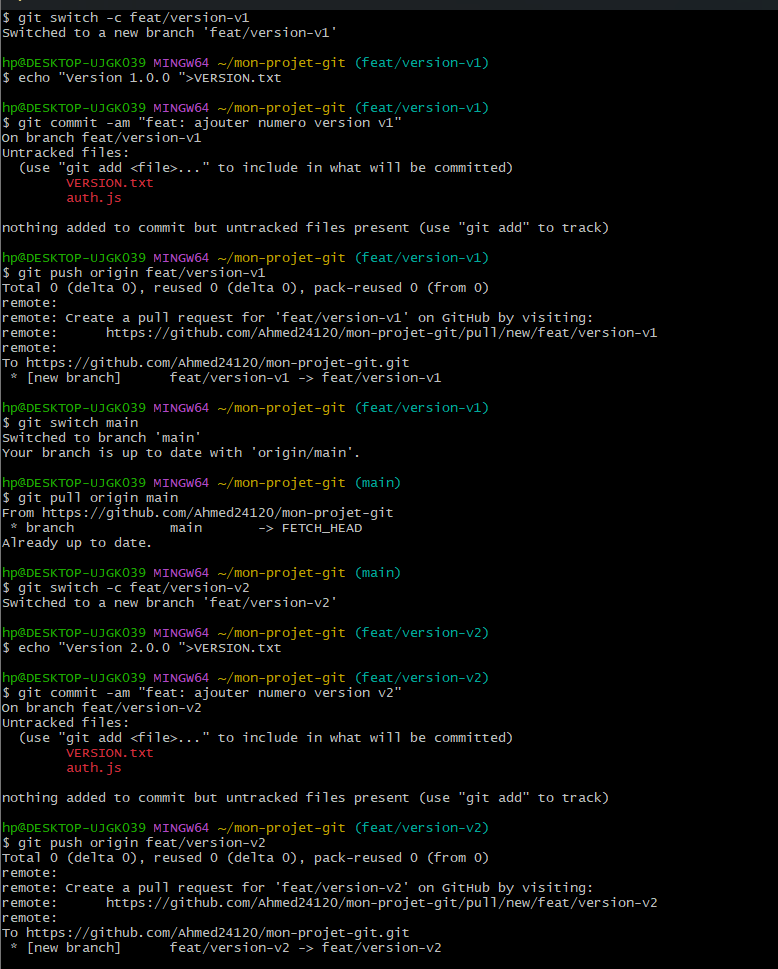 $ git switch -c feat/version-v1
Switched to a new branch 'feat/version-v1'
hp@DESKTOP-UJGKO39 MINGW64 ~/mon-projet-git (feat/version-v1)
$ echo "Version 1.0.0 ">VERSION.txt
hp@DESKTOP-UJGKO39 MINGW64 ~/mon-projet-git (feat/version-v1)
$ git commit -am "feat: ajouter numero version v1"
On branch feat/version-v1
Untracked files:
  (use "git add <file>..." to include in what will be committed)
        VERSION.txt
        auth.js
nothing added to commit but untracked files present (use "git add" to track)
hp@DESKTOP-UJGKO39 MINGW64 ~/mon-projet-git (feat/version-v1)
$ git push origin feat/version-v1
Total 0 (delta 0), reused 0 (delta 0), pack-reused 0 (from 0)
remote:
remote: Create a pull request for 'feat/version-v1' on GitHub by visiting:
remote:      https://github.com/Ahmed24120/mon-projet-git/pull/new/feat/version-v1
remote:
To https://github.com/Ahmed24120/mon-projet-git.git
 * [new branch]      feat/version-v1 -> feat/version-v1
hp@DESKTOP-UJGKO39 MINGW64 ~/mon-projet-git (feat/version-v1)
$ git switch main
Switched to branch 'main'
Your branch is up to date with 'origin/main'.
hp@DESKTOP-UJGKO39 MINGW64 ~/mon-projet-git (main)
$ git pull origin main
From https://github.com/Ahmed24120/mon-projet-git
 * branch            main       -> FETCH_HEAD
Already up to date.
hp@DESKTOP-UJGKO39 MINGW64 ~/mon-projet-git (main)
$ git switch -c feat/version-v2
Switched to a new branch 'feat/version-v2'
hp@DESKTOP-UJGKO39 MINGW64 ~/mon-projet-git (feat/version-v2)
$ echo "Version 2.0.0 ">VERSION.txt
hp@DESKTOP-UJGKO39 MINGW64 ~/mon-projet-git (feat/version-v2)
$ git commit -am "feat: ajouter numero version v2"
On branch feat/version-v2
Untracked files:
  (use "git add <file>..." to include in what will be committed)
        VERSION.txt
        auth.js
nothing added to commit but untracked files present (use "git add" to track)
hp@DESKTOP-UJGKO39 MINGW64 ~/mon-projet-git (feat/version-v2)
$ git push origin feat/version-v2
Total 0 (delta 0), reused 0 (delta 0), pack-reused 0 (from 0)
remote:
remote: Create a pull request for 'feat/version-v2' on GitHub by visiting:
remote:      https://github.com/Ahmed24120/mon-projet-git/pull/new/feat/version-v2
remote:
To https://github.com/Ahmed24120/mon-projet-git.git
 * [new branch]      feat/version-v2 -> feat/version-v2